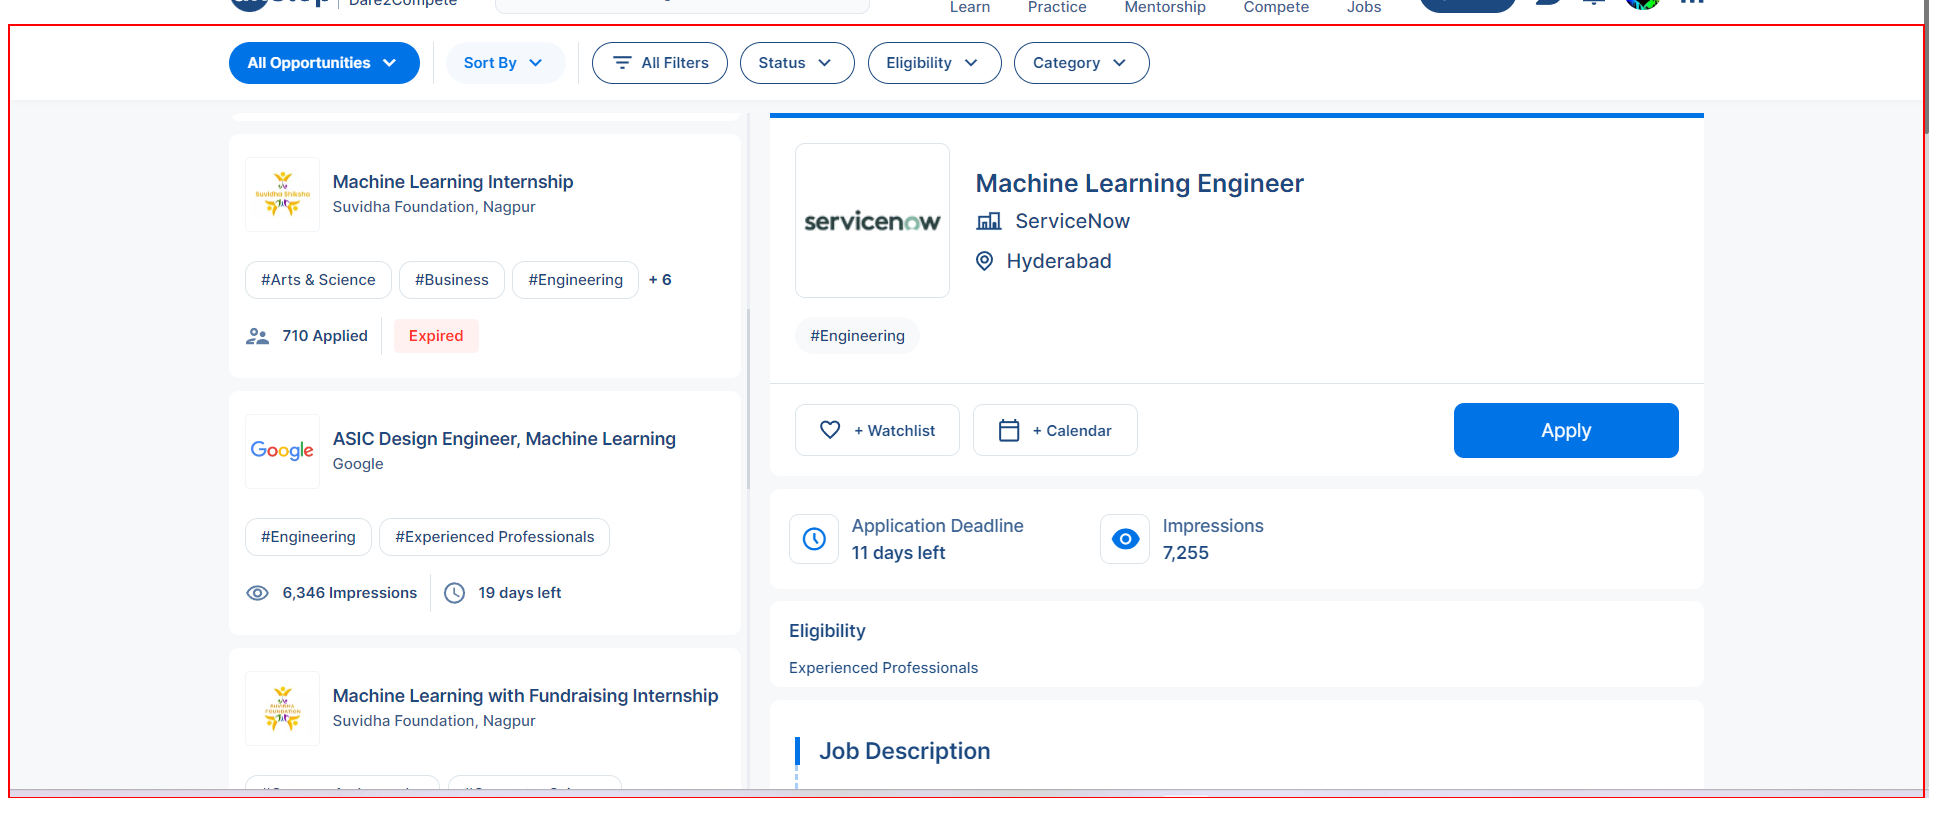 Dare2Compete
Learn Practice Mentorship Compete Jobs
All Opportunities Sort By All Filters Status Eligibility Category
Suvidha Shiksha
Machine Learning Internship
Suvidha Foundation, Nagpur
#Arts & Science #Business #Engineering + 6
710 Applied Expired
Google
ASIC Design Engineer, Machine Learning
Google
#Engineering #Experienced Professionals
6,346 Impressions 19 days left
SUVIDHA
FOUNDATION
Machine Learning with Fundraising Internship
Suvidha Foundation, Nagpur
servicenow
Machine Learning Engineer
ServiceNow
Hyderabad
#Engineering
+ Watchlist + Calendar Apply
Application Deadline
11 days left
Impressions
7,255
Eligibility
Experienced Professionals
Job Description